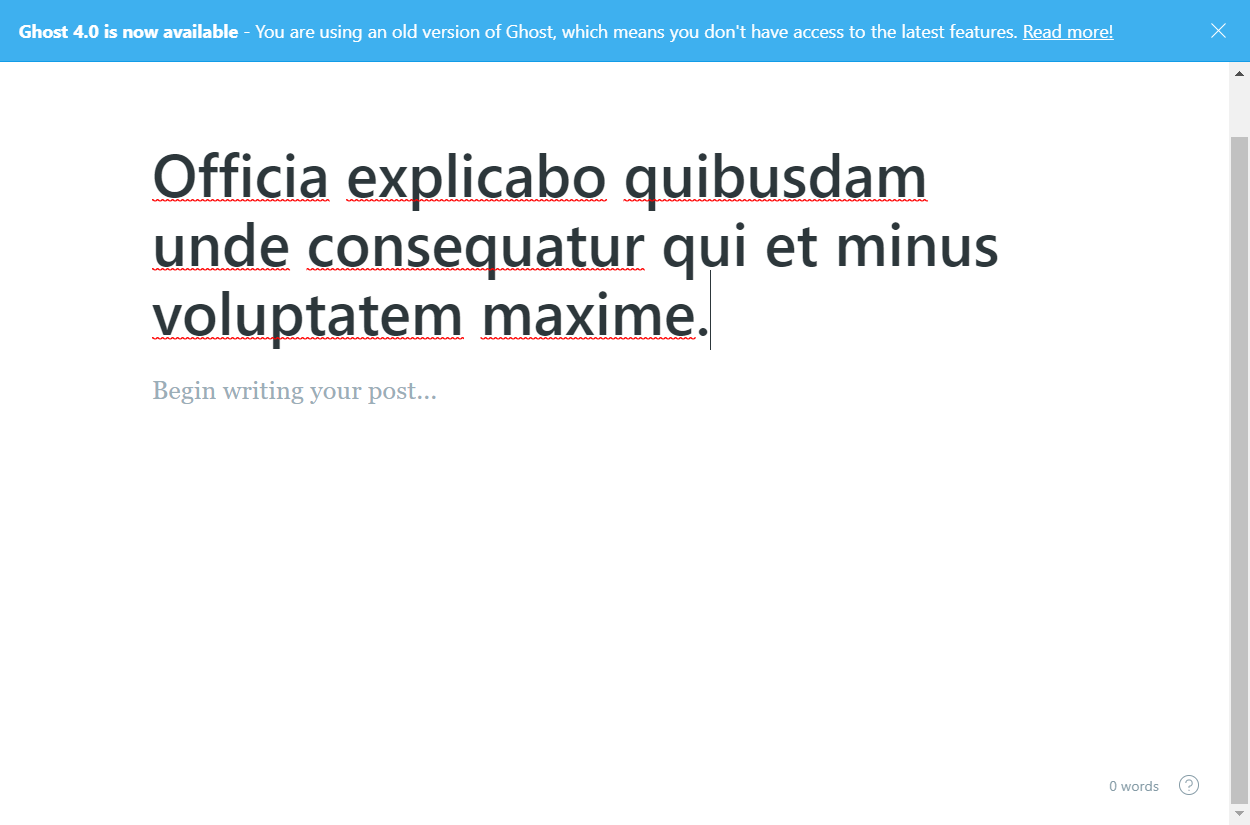 Ghost 4.0 is now available - You are using an old version of Ghost, which means you don't have access to the latest features. Read more!
Officia explicabo quibusdam
unde consequatur qui et minus
voluptatem maxime.
Begin writing your post...
0 words
?